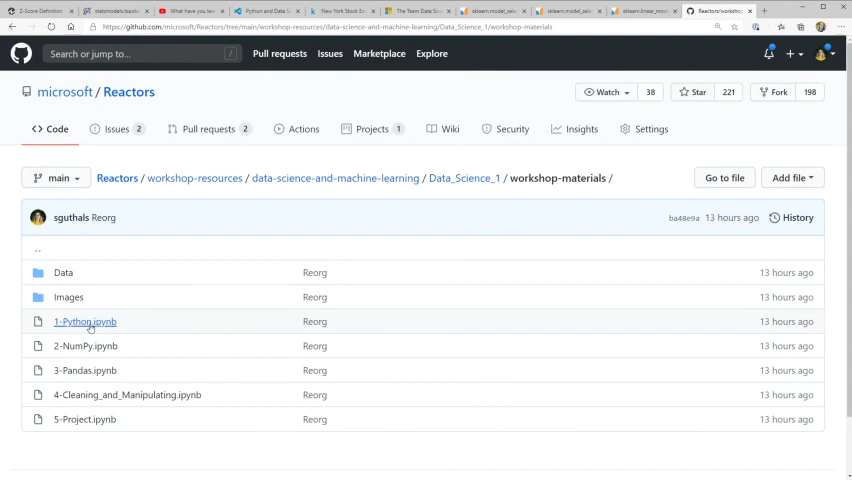 Z-Score Definition
statsmodels.tsa.stat
What have you lev
Python and Data Sc
New York Stock Exc
The Team Data Scie
sklearn.model_sele
sklearn.model_selec
sklearn.linear_mode
Reactors/workshop-
https://github.com/microsoft/Reactors/tree/main/workshop-resources/data-science-and-machine-learning/Data_Science_1/workshop-materials
Search or jump to...
/
Pull requests
Issues
Marketplace
Explore
microsoft / Reactors
Watch 38
Star 221
Fork 198
Code
Issues 2
Pull requests 2
Actions
Projects 1
Wiki
Security
Insights
Settings
main
Reactors / workshop-resources / data-science-and-machine-learning / Data_Science_1 / workshop-materials /
Go to file
Add file
sguthals Reorg
ba48e9a 13 hours ago
History
..
Data Reorg 13 hours ago
Images Reorg 13 hours ago
1-Python.ipynb Reorg 13 hours ago
2-NumPy.ipynb Reorg 13 hours ago
3-Pandas.ipynb Reorg 13 hours ago
4-Cleaning_and_Manipulating.ipynb Reorg 13 hours ago
5-Project.ipynb Reorg 13 hours ago